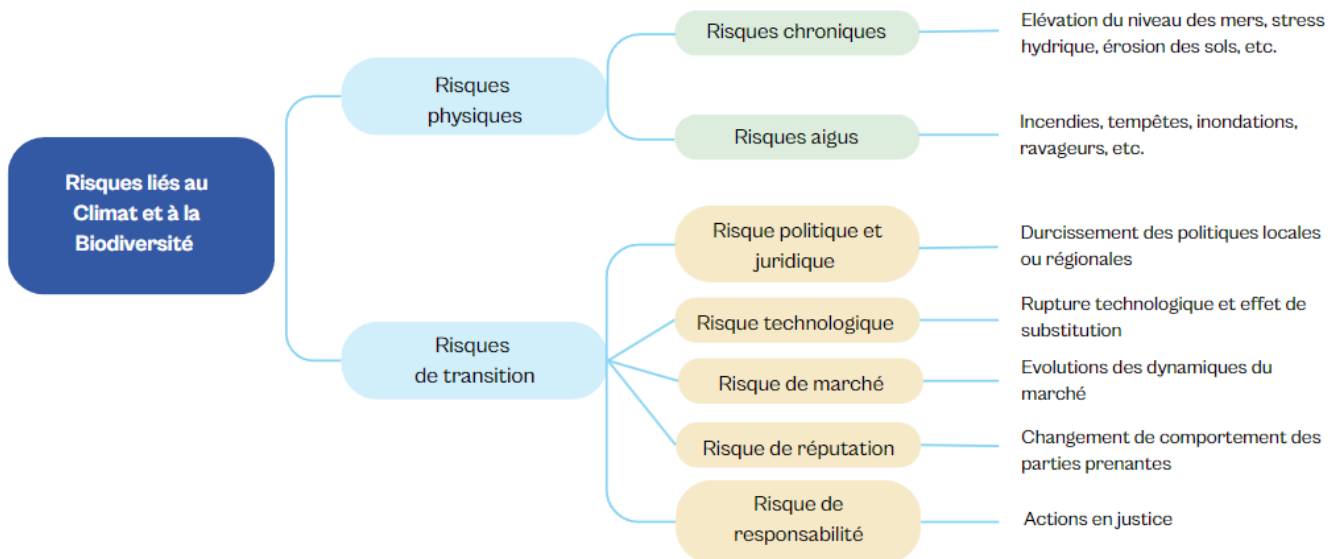 Risques liés au
Climat et à la
Biodiversité
Risques
physiques
Risques chroniques
Elévation du niveau des mers, stress
hydrique, érosion des sols, etc.
Risques aigus
Incendies, tempêtes, inondations,
ravageurs, etc.
Risques
de transition
Risque politique et
juridique
Durcissement des politiques locales
ou régionales
Risque technologique
Rupture technologique et effet de
substitution
Risque de marché
Evolutions des dynamiques du
marché
Risque de réputation
Changement de comportement des
parties prenantes
Risque de
responsabilité
Actions en justice